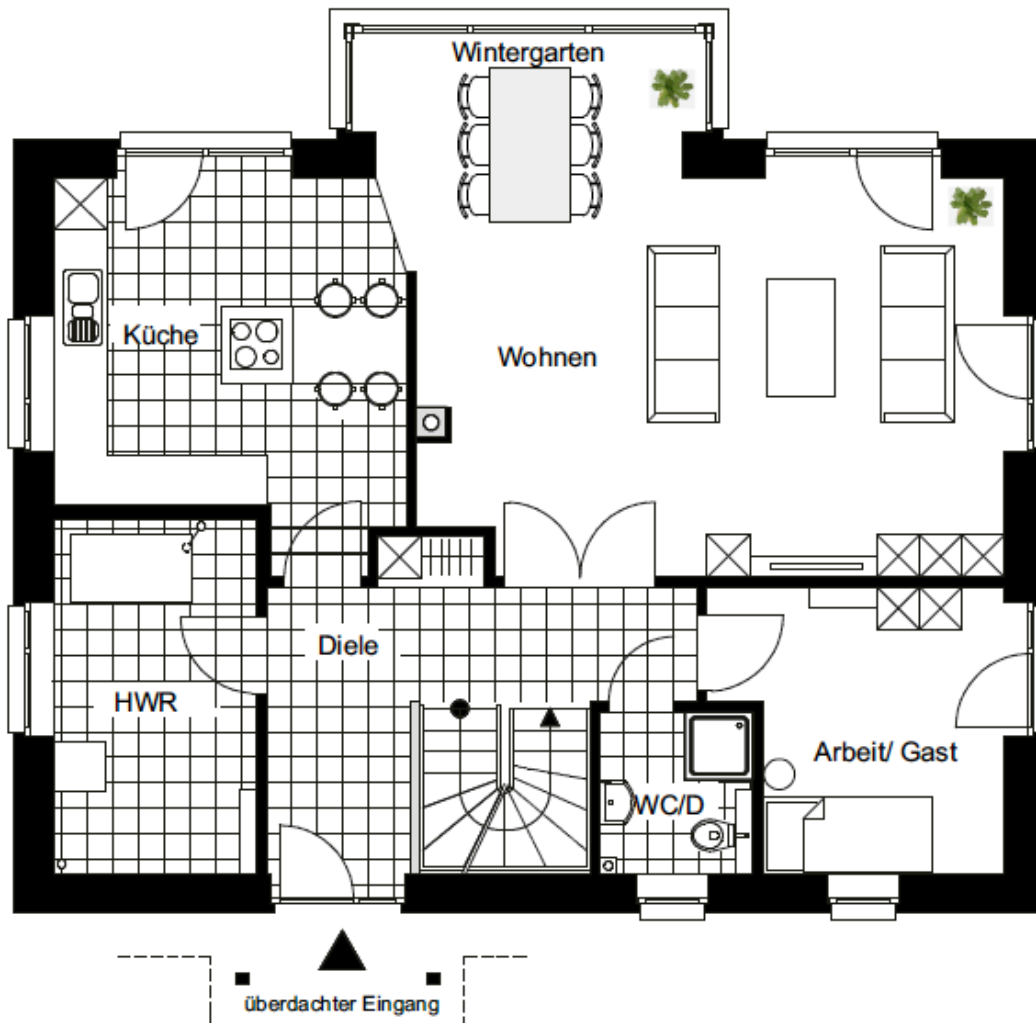 Wintergarten
Küche
Wohnen
Diele
HWR
Arbeit/ Gast
WC/D
überdachter Eingang